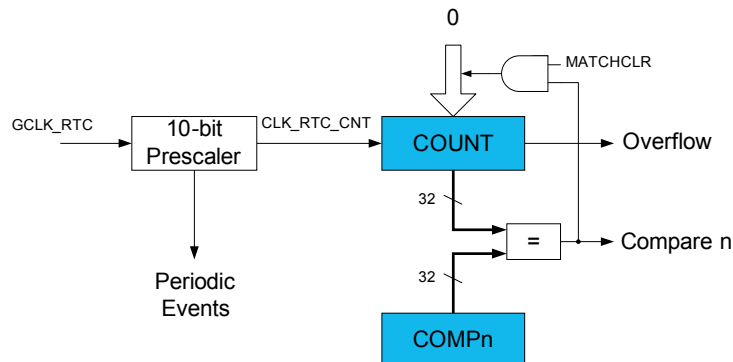 0
MATCHCLR
GCLK_RTC
10-bit
Prescaler
CLK_RTC_CNT
COUNT
Overflow
32
=
Compare n
Periodic
Events
32
COMPn